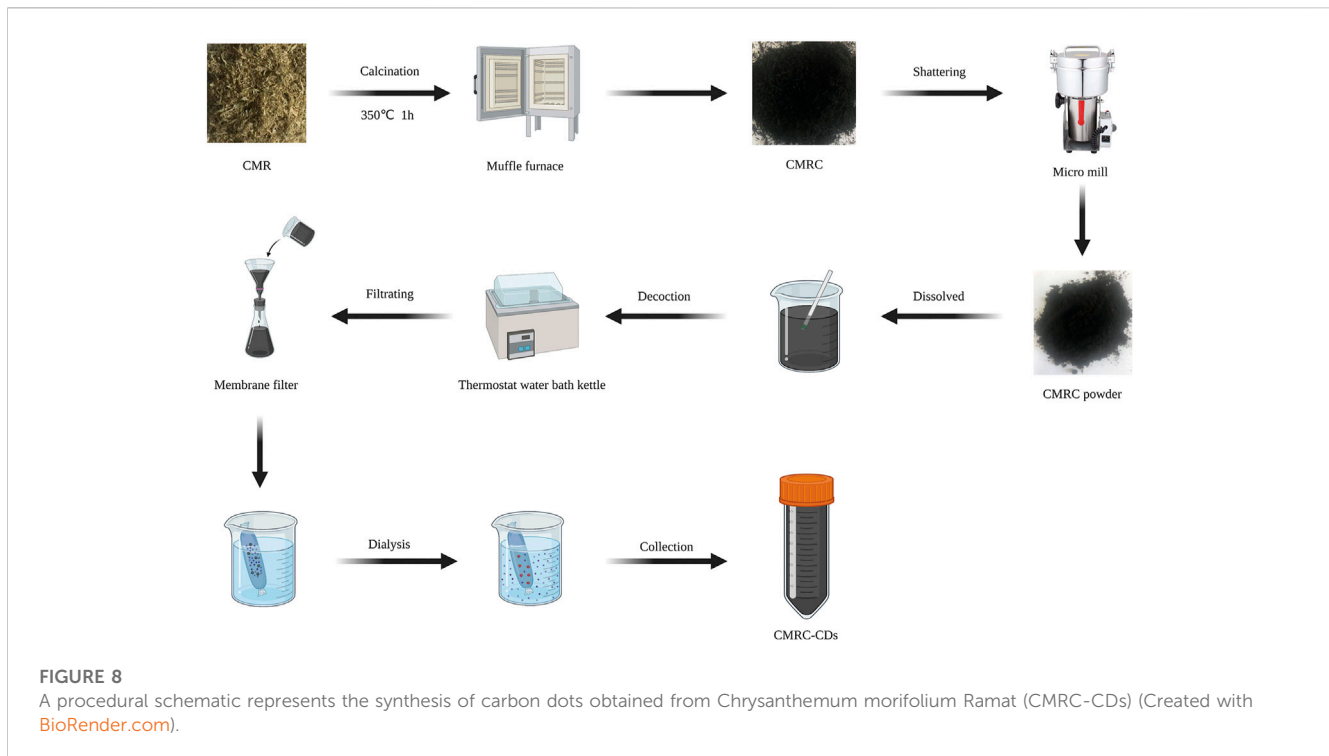 Calcination
350℃ 1h
Shattering
CMR
Muffle furnace
CMRC
Micro mill
Filtrating
Decoction
Dissolved
Membrane filter
Thermostat water bath kettle
CMRC powder
Dialysis
Collection
CMRC-CDs
FIGURE 8
A procedural schematic represents the synthesis of carbon dots obtained from Chrysanthemum morifolium Ramat (CMRC-CDs) (Created with
BioRender.com).